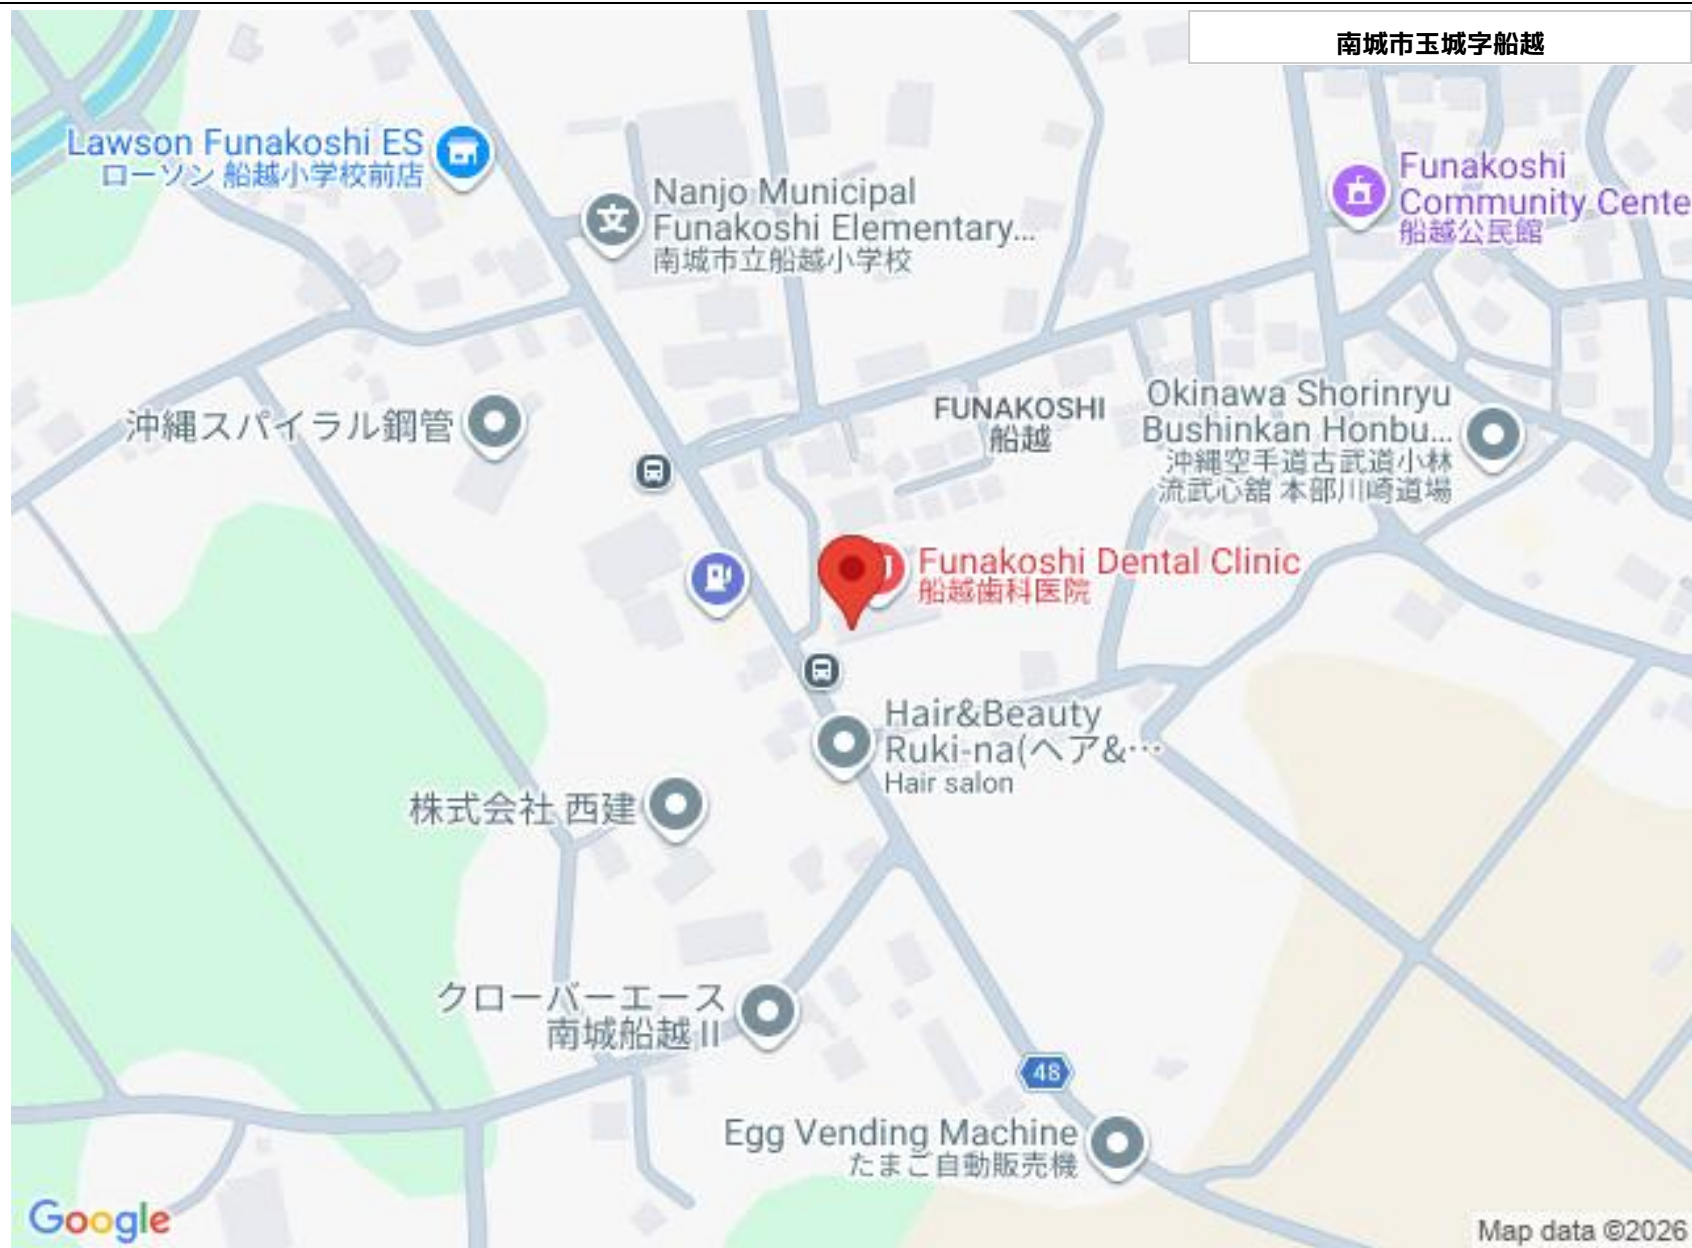 南城市玉城字船越
Lawson Funakoshi ES
ローソン 船越小学校前店
Nanjo Municipal
Funakoshi Elementary...
南城市立船越小学校
文
Funakoshi
Community Cente
船越公民館
沖縄スパイラル鋼管
FUNAKOSHI
船越
Okinawa Shorinryu
Bushinkan Honbu...
沖縄空手道古武道小林
流武心舘 本部川崎道場
Funakoshi Dental Clinic
船越歯科医院
Hair&Beauty
Ruki-na(ヘア&…
Hair salon
株式会社 西建
クローバーエース
南城船越 II
48
Egg Vending Machine
たまご自動販売機
Google
Map data ©2026